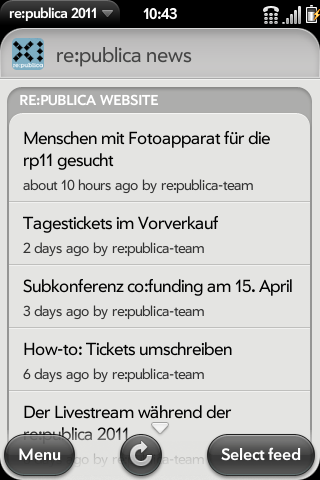 re:publica 2011
10:43
re:publica
re:publica news
RE:PUBLICA WEBSITE
Menschen mit Fotoapparat für die
rp11 gesucht
about 10 hours ago by re:publica-team
Tagestickets im Vorverkauf
2 days ago by re:publica-team
Subkonferenz co:funding am 15. April
3 days ago by re:publica-team
How-to: Tickets umschreiben
6 days ago by re:publica-team
Der Livestream während der
re:publica 2011
Menu
Select feed